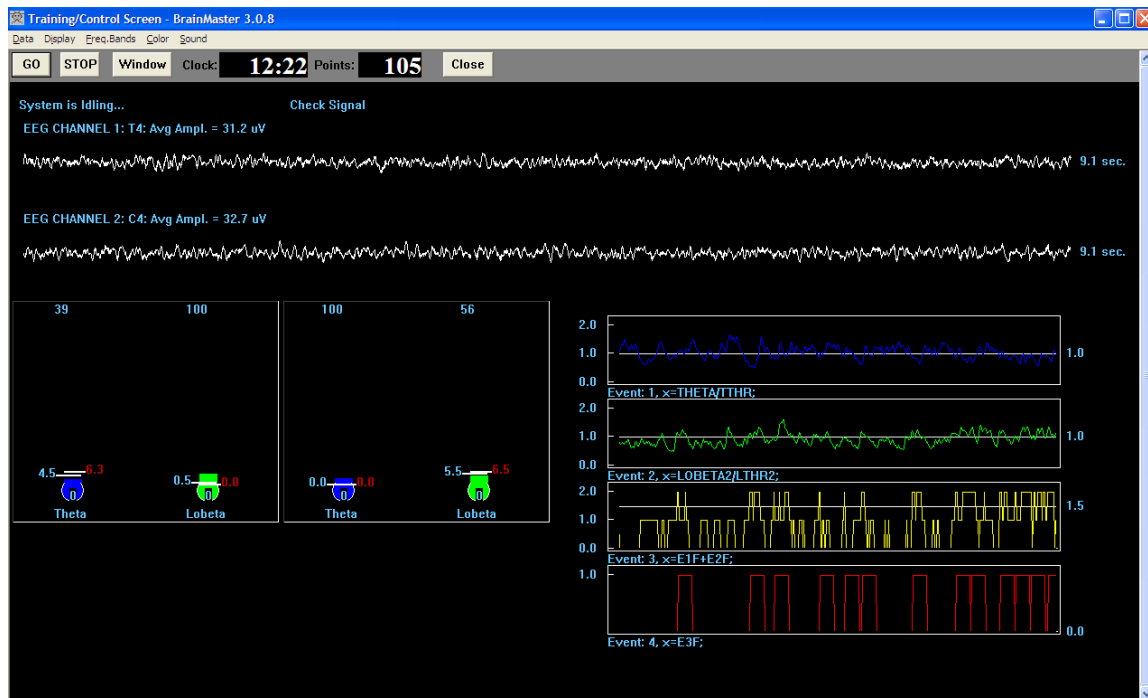 Training/Control Screen - BrainMaster 3.0.8
Data Display Freq.Bands Color Sound
GO STOP Window Clock: 12:22 Points: 105 Close
System is Idling... Check Signal
EEG CHANNEL 1: T4: Avg Ampl. = 31.2 uV
9.1 sec.
EEG CHANNEL 2: C4: Avg Ampl. = 32.7 uV
9.1 sec.
39 100 100 56
4.5 6.3 0.5 0.0 0.0 0.0 5.5 6.5
0 0 0 0
Theta Lobeta Theta Lobeta
2.0
1.0 1.0
0.0
Event: 1, x=THETA/TTHR;
2.0
1.0 1.0
0.0
Event: 2, x=LOBETA2/LTHR2;
2.0 1.5
1.0
0.0
Event: 3, x=E1F+E2F;
1.0
0.0
Event: 4, x=E3F;